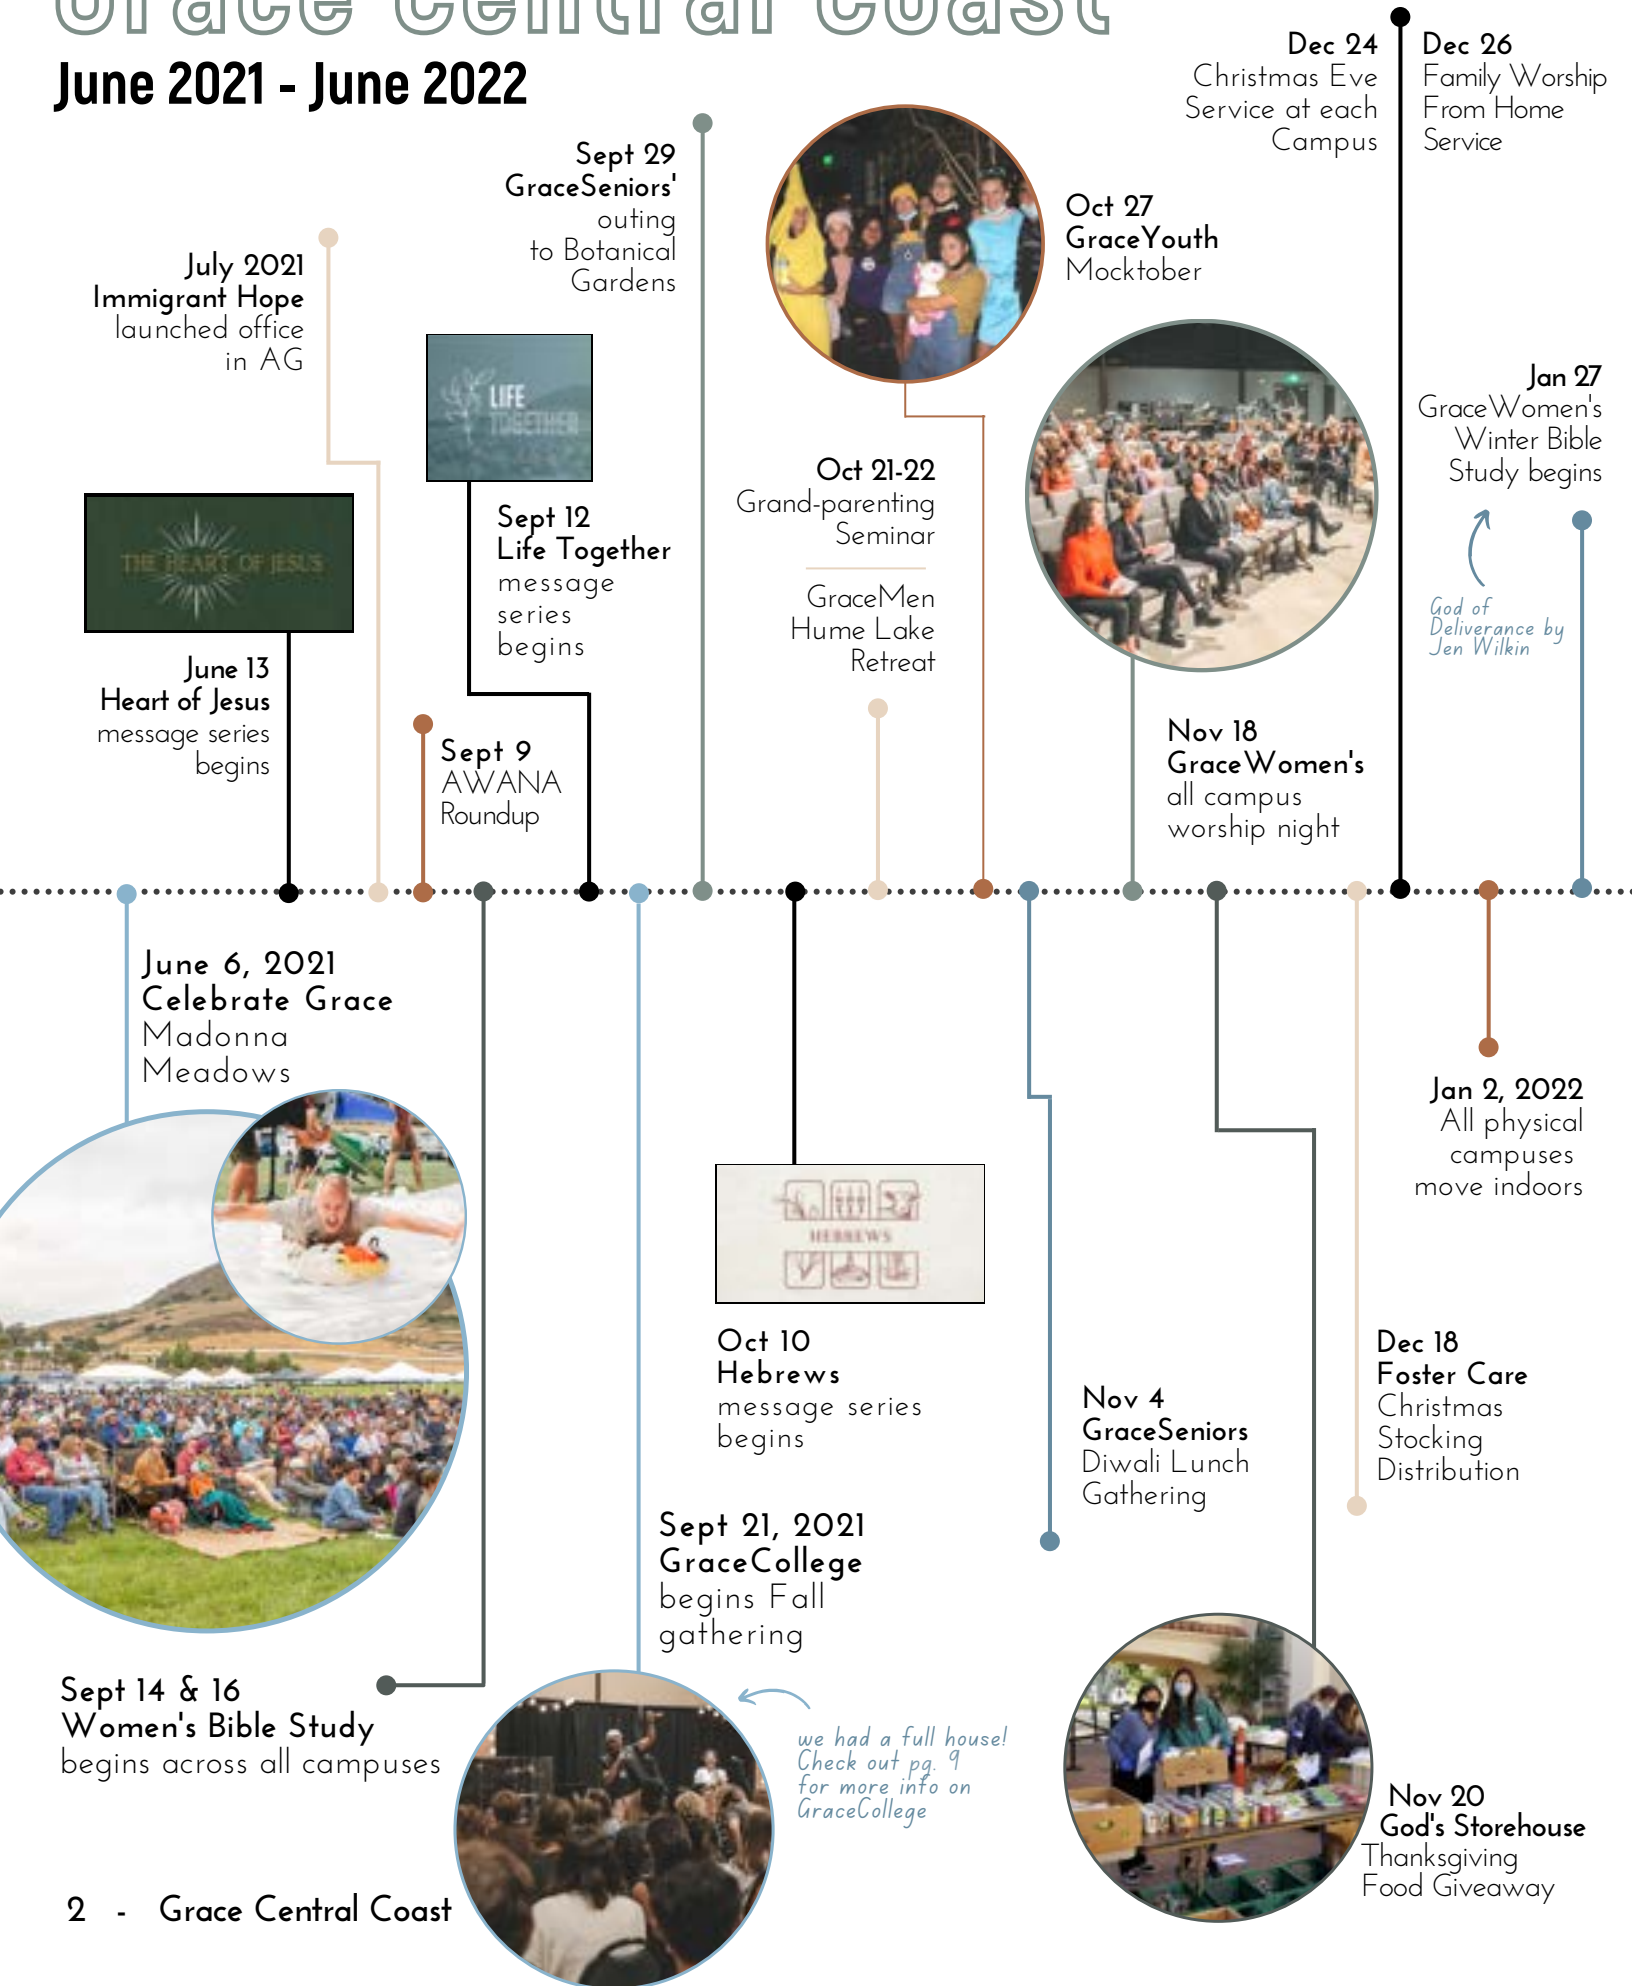 Grace Central Coast
June 2021 - June 2022
Dec 24
Christmas Eve
Service at each
Campus
Dec 26
Family Worship
From Home
Service
Sept 29
GraceSeniors'
outing
to Botanical
Gardens
Oct 27
GraceYouth
Mocktober
July 2021
Immigrant Hope
launched office
in AG
LIFE
TOGETHER
Jan 27
GraceWomen's
Winter Bible
Study begins
God of
Deliverance by
Jen Wilkin
Oct 21-22
Grand-parenting
Seminar
GraceMen
Hume Lake
Retreat
THE HEART OF JESUS
Sept 12
Life Together
message
series
begins
June 13
Heart of Jesus
message series
begins
Sept 9
AWANA
Roundup
Nov 18
GraceWomen's
all campus
worship night
June 6, 2021
Celebrate Grace
Madonna
Meadows
Jan 2, 2022
All physical
campuses
move indoors
HEBREWS
Oct 10
Hebrews
message series
begins
Dec 18
Foster Care
Christmas
Stocking
Distribution
Nov 4
GraceSeniors
Diwali Lunch
Gathering
Sept 21, 2021
GraceCollege
begins Fall
gathering
Sept 14 & 16
Women's Bible Study
begins across all campuses
we had a full house!
Check out pg. 9
for more info on
GraceCollege
Nov 20
God's Storehouse
Thanksgiving
Food Giveaway
2 - Grace Central Coast